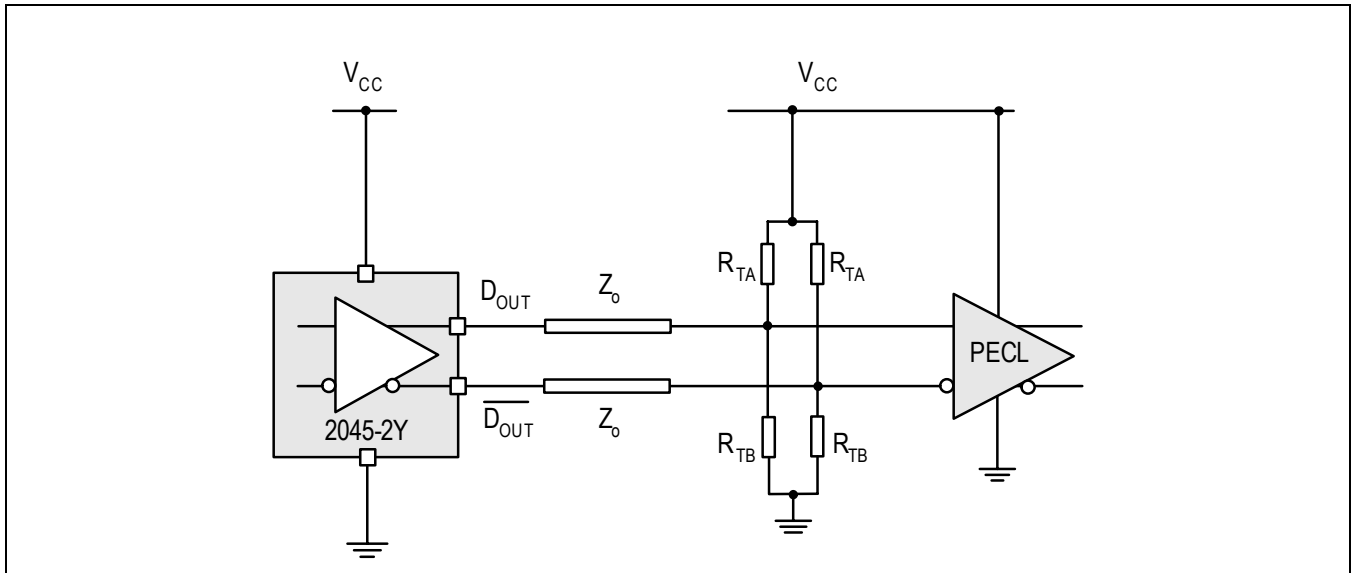 V_CC V_CC
R_TA R_TA
D_OUT Z_o
PECL
2045-2Y
D_OUT̅ Z_o
R_TB R_TB